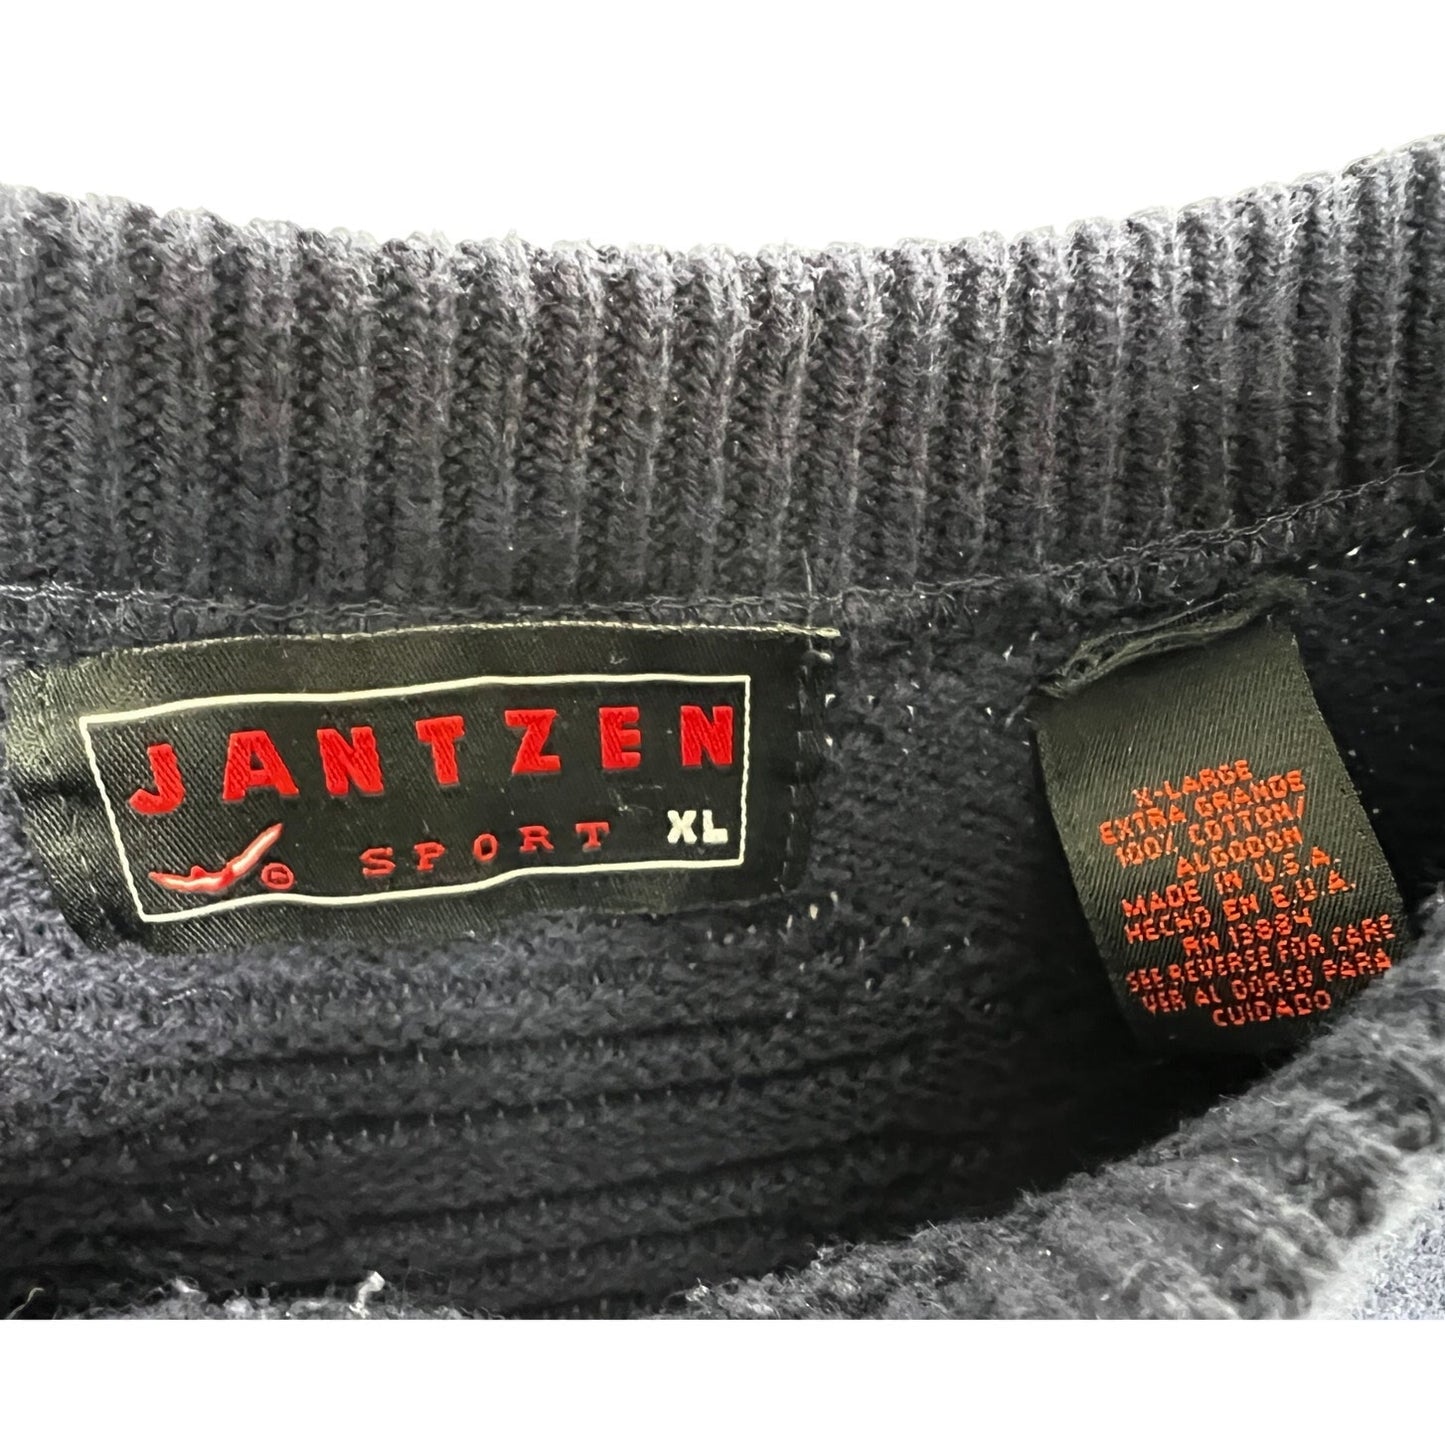 JANTZEN
® SPORT XL
X-LARGE
EXTRA GRANDE
100% COTTON/
ALGODON
MADE IN U.S.A.
HECHO EN E.U.A.
RN 13884
SEE REVERSE FOR CARE
VER AL DORSO PARA
CUIDADO